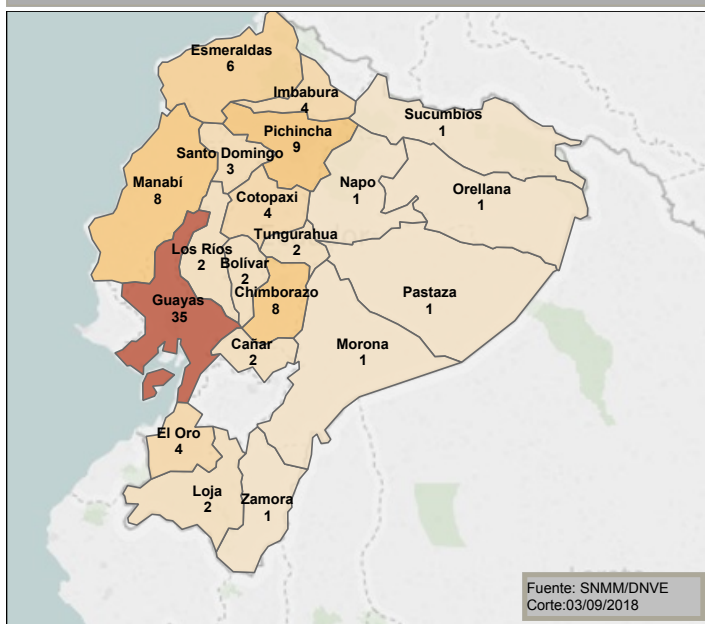 Esmeraldas
6
Imbabura
4
Sucumbios
1
Pichincha
9
Santo Domingo
3
Manabí
8
Napo
1
Orellana
1
Cotopaxi
4
Tungurahua
2
Los Ríos
2
Bolívar
2
Chimborazo
8
Guayas
35
Pastaza
1
Cañar
2
Morona
1
El Oro
4
Loja
2
Zamora
1
Fuente: SNMM/DNVE
Corte:03/09/2018